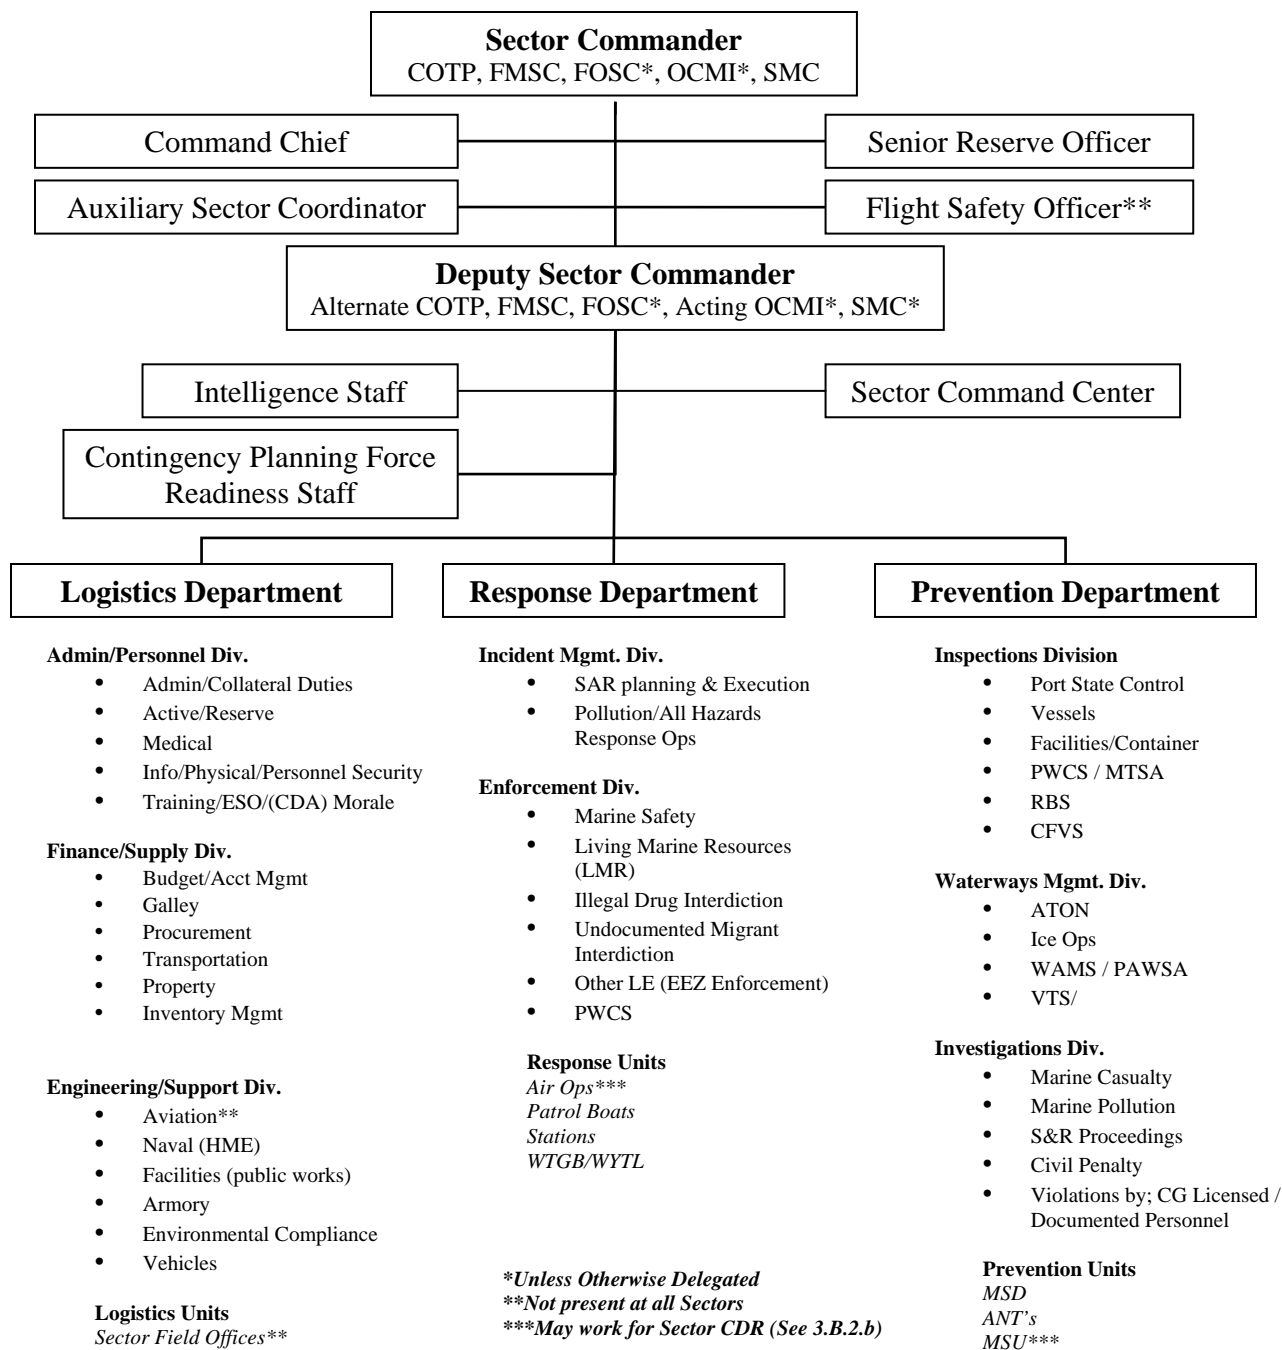 Sector Commander
COTP, FMSC, FOSC*, OCMI*, SMC
Command Chief
Senior Reserve Officer
Auxiliary Sector Coordinator
Flight Safety Officer**
Deputy Sector Commander
Alternate COTP, FMSC, FOSC*, Acting OCMI*, SMC*
Intelligence Staff
Sector Command Center
Contingency Planning Force
Readiness Staff
Logistics Department
Response Department
Prevention Department
Admin/Personnel Div.
• Admin/Collateral Duties
• Active/Reserve
• Medical
• Info/Physical/Personnel Security
• Training/ESO/(CDA) Morale
Finance/Supply Div.
• Budget/Acct Mgmt
• Galley
• Procurement
• Transportation
• Property
• Inventory Mgmt
Engineering/Support Div.
• Aviation**
• Naval (HME)
• Facilities (public works)
• Armory
• Environmental Compliance
• Vehicles
Logistics Units
Sector Field Offices**
Incident Mgmt. Div.
• SAR planning & Execution
• Pollution/All Hazards
Response Ops
Enforcement Div.
• Marine Safety
• Living Marine Resources
(LMR)
• Illegal Drug Interdiction
• Undocumented Migrant
Interdiction
• Other LE (EEZ Enforcement)
• PWCS
Response Units
Air Ops***
Patrol Boats
Stations
WTGB/WYTL
*Unless Otherwise Delegated
**Not present at all Sectors
***May work for Sector CDR (See 3.B.2.b)
Inspections Division
• Port State Control
• Vessels
• Facilities/Container
• PWCS / MTSA
• RBS
• CFVS
Waterways Mgmt. Div.
• ATON
• Ice Ops
• WAMS / PAWSA
• VTS/
Investigations Div.
• Marine Casualty
• Marine Pollution
• S&R Proceedings
• Civil Penalty
• Violations by; CG Licensed /
Documented Personnel
Prevention Units
MSD
ANT's
MSU***